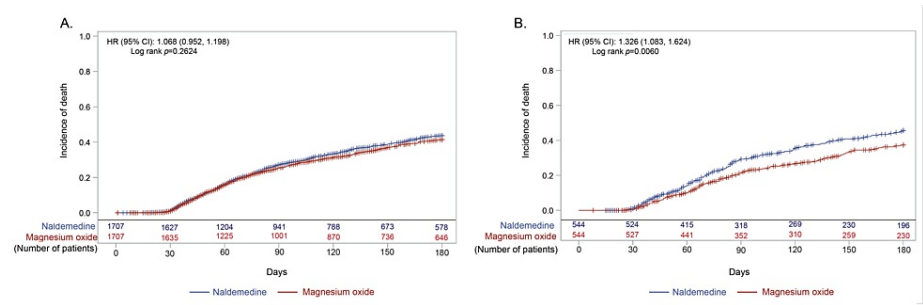 A.
HR (95% CI): 1.068 (0.952, 1.198)
Log rank p=0.2624
Incidence of death
1.0
0.8
0.6
0.4
0.2
0.0
Naldemedine 1707 1627 1204 941 788 673 578
Magnesium oxide 1707 1635 1225 1001 870 736 646
(Number of patients) 0 30 60 90 120 150 180
Days
Naldemedine Magnesium oxide
B.
HR (95% CI): 1.326 (1.083, 1.624)
Log rank p=0.0060
Incidence of death
1.0
0.8
0.6
0.4
0.2
0.0
Naldemedine 544 524 415 318 269 230 196
Magnesium oxide 544 527 441 352 310 259 230
(Number of patients) 0 30 60 90 120 150 180
Days
Naldemedine Magnesium oxide